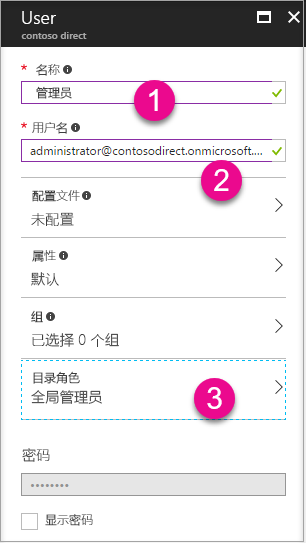 User
contoso direct
* 名称
管理员
1
* 用户名
administrator@contosodirect.onmicrosoft....
2
配置文件
未配置
属性
默认
组
已选择 0 个组
目录角色
全局管理员
3
密码
••••••••
显示密码